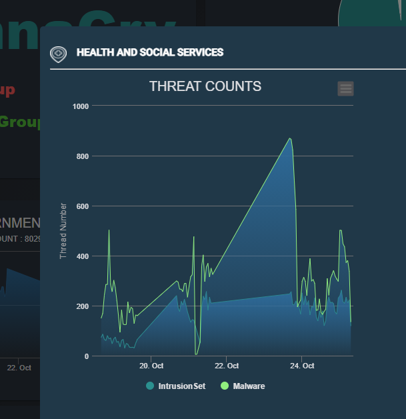 up
Group
HEALTH AND SOCIAL SERVICES
THREAT COUNTS
1000
800
600
400
200
0
Thread Number
20. Oct
22. Oct
24. Oct
IntrusionSet
Malware
22. Oct